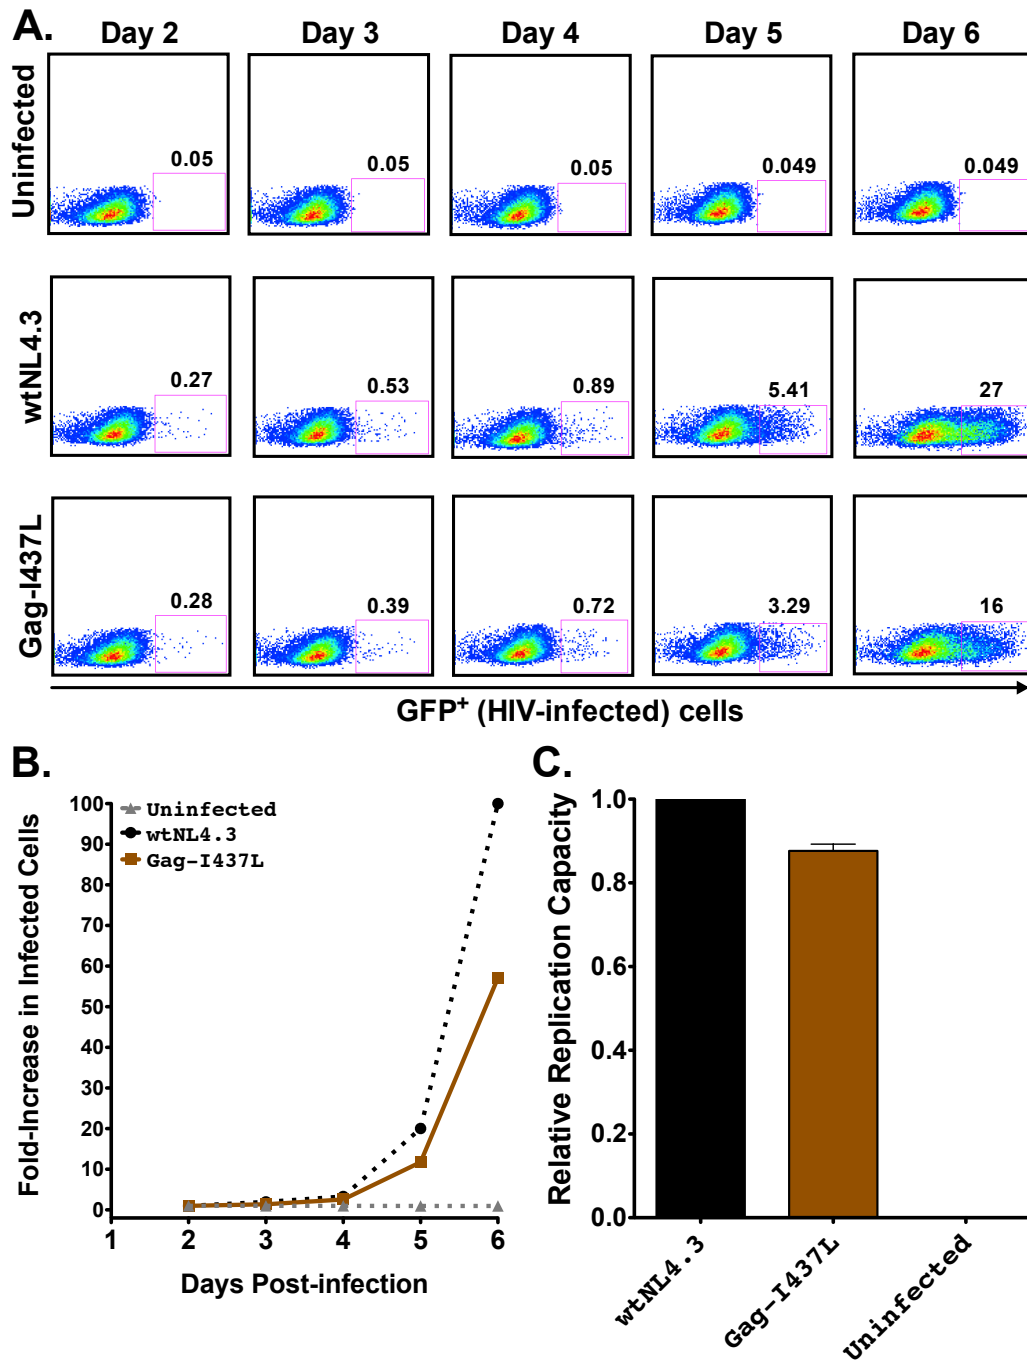 A.
Day 2 Day 3 Day 4 Day 5 Day 6
Uninfected
0.05 0.05 0.05 0.049 0.049
wtNL4.3
0.27 0.53 0.89 5.41 27
Gag-I437L
0.28 0.39 0.72 3.29 16
GFP+ (HIV-infected) cells
B.
Fold-Increase in Infected Cells
100
90
80
70
60
50
40
30
20
10
0
Uninfected
wtNL4.3
Gag-I437L
1 2 3 4 5 6
Days Post-infection
C.
Relative Replication Capacity
1.0
0.8
0.6
0.4
0.2
0.0
wtNL4.3
Gag-I437L
Uninfected